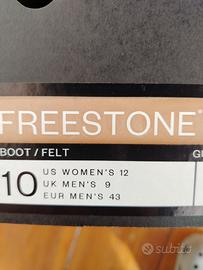 FREESTONE
BOOT / FELT
10
US WOMEN'S 12
UK MEN'S 9
EUR MEN'S 43
subito